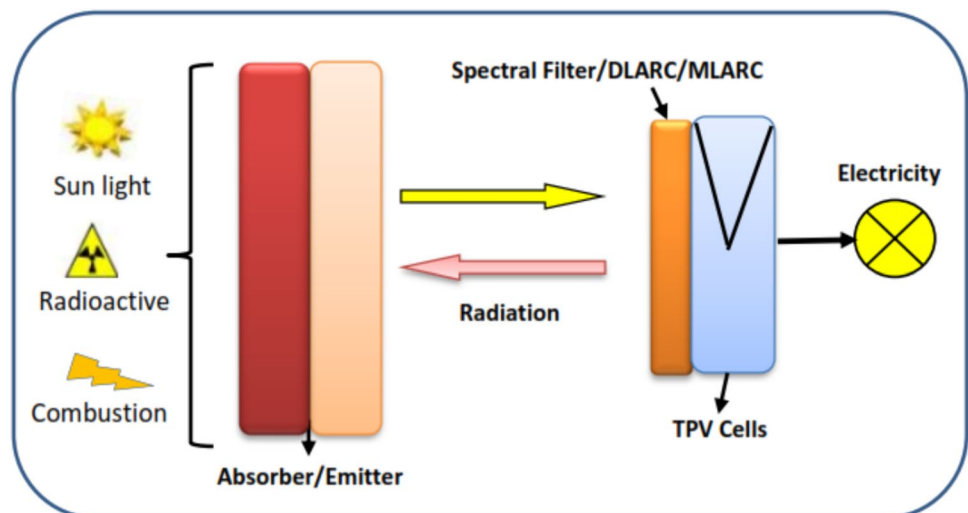 Spectral Filter/DLARC/MLARC
Sun light
Electricity
Radioactive
Radiation
Combustion
TPV Cells
Absorber/Emitter